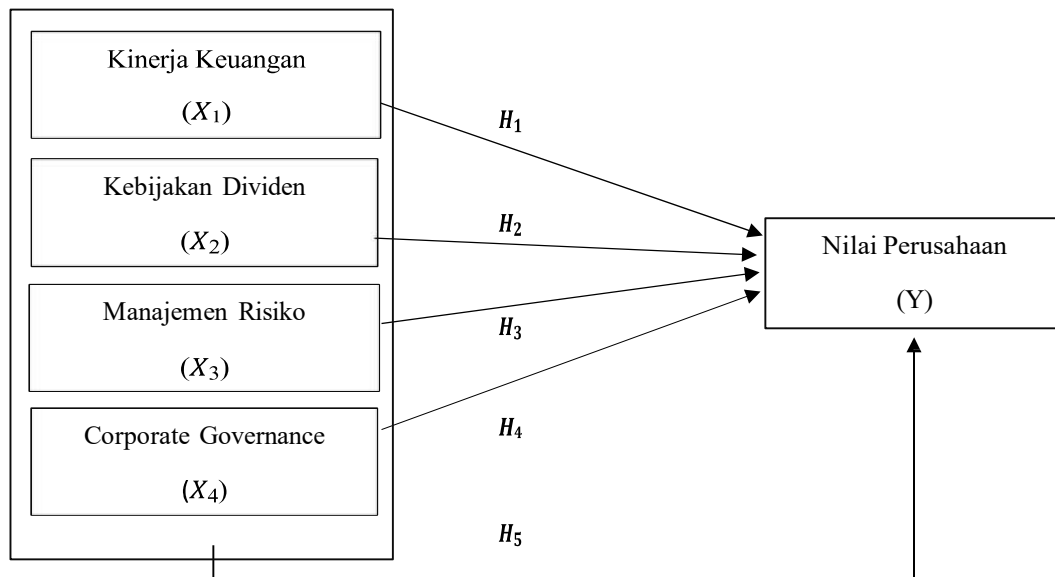 Kinerja Keuangan
(X₁)
H₁
Kebijakan Dividen
(X₂)
H₂
Nilai Perusahaan
(Y)
Manajemen Risiko
(X₃)
H₃
Corporate Governance
(X₄)
H₄
H₅